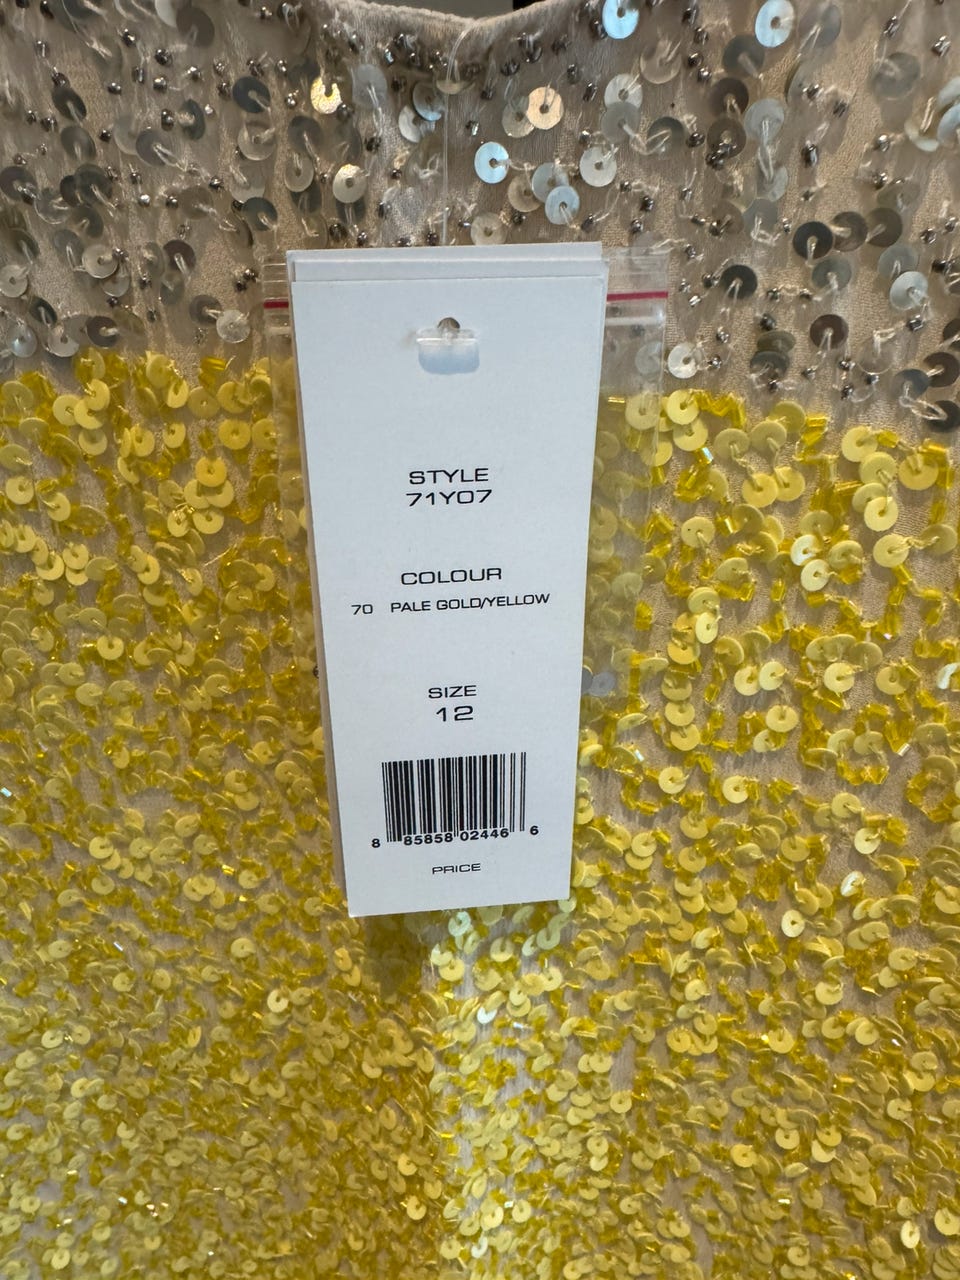 STYLE
71Y07
COLOUR
70 PALE GOLD/YELLOW
SIZE
12
8 85858 02446 6
PRICE